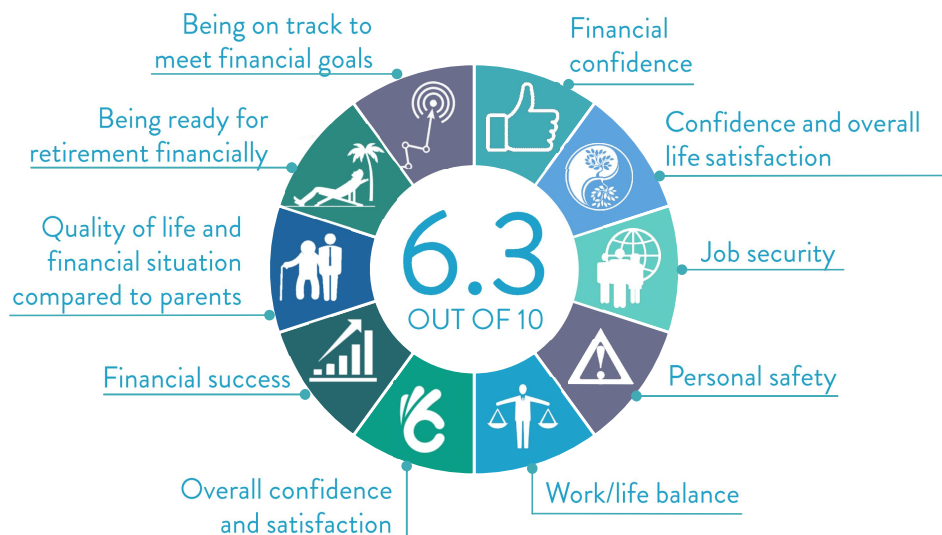 Being on track to
meet financial goals
Financial
confidence
Being ready for
retirement financially
Confidence and overall
life satisfaction
Quality of life and
financial situation
compared to parents
6.3
OUT OF 10
Job security
Financial success
Personal safety
Overall confidence
and satisfaction
Work/life balance